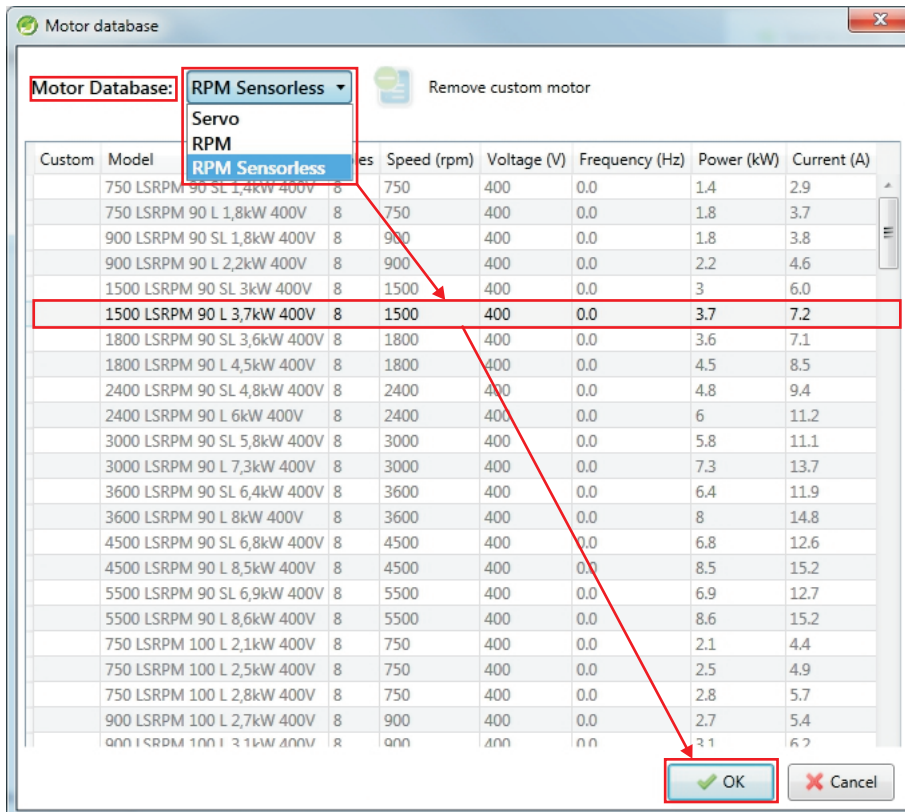 Motor database
Motor Database: RPM Sensorless Remove custom motor
Servo
RPM
RPM Sensorless
Custom Model es Speed (rpm) Voltage (V) Frequency (Hz) Power (kW) Current (A)
750 LSRPM 90 SL 1,4kW 400V 8 750 400 0.0 1.4 2.9
750 LSRPM 90 L 1,8kW 400V 8 750 400 0.0 1.8 3.7
900 LSRPM 90 SL 1,8kW 400V 8 900 400 0.0 1.8 3.8
900 LSRPM 90 L 2,2kW 400V 8 900 400 0.0 2.2 4.6
1500 LSRPM 90 SL 3kW 400V 8 1500 400 0.0 3 6.0
1500 LSRPM 90 L 3,7kW 400V 8 1500 400 0.0 3.7 7.2
1800 LSRPM 90 SL 3,6kW 400V 8 1800 400 0.0 3.6 7.1
1800 LSRPM 90 L 4,5kW 400V 8 1800 400 0.0 4.5 8.5
2400 LSRPM 90 SL 4,8kW 400V 8 2400 400 0.0 4.8 9.4
2400 LSRPM 90 L 6kW 400V 8 2400 400 0.0 6 11.2
3000 LSRPM 90 SL 5,8kW 400V 8 3000 400 0.0 5.8 11.1
3000 LSRPM 90 L 7,3kW 400V 8 3000 400 0.0 7.3 13.7
3600 LSRPM 90 SL 6,4kW 400V 8 3600 400 0.0 6.4 11.9
3600 LSRPM 90 L 8kW 400V 8 3600 400 0.0 8 14.8
4500 LSRPM 90 SL 6,8kW 400V 8 4500 400 0.0 6.8 12.6
4500 LSRPM 90 L 8,5kW 400V 8 4500 400 0.0 8.5 15.2
5500 LSRPM 90 SL 6,9kW 400V 8 5500 400 0.0 6.9 12.7
5500 LSRPM 90 L 8,6kW 400V 8 5500 400 0.0 8.6 15.2
750 LSRPM 100 L 2,1kW 400V 8 750 400 0.0 2.1 4.4
750 LSRPM 100 L 2,5kW 400V 8 750 400 0.0 2.5 4.9
750 LSRPM 100 L 2,8kW 400V 8 750 400 0.0 2.8 5.7
900 LSRPM 100 L 2,7kW 400V 8 900 400 0.0 2.7 5.4
900 LSRPM 100 L 3,1kW 400V 8 900 400 0.0 3.1 6.2
OK Cancel